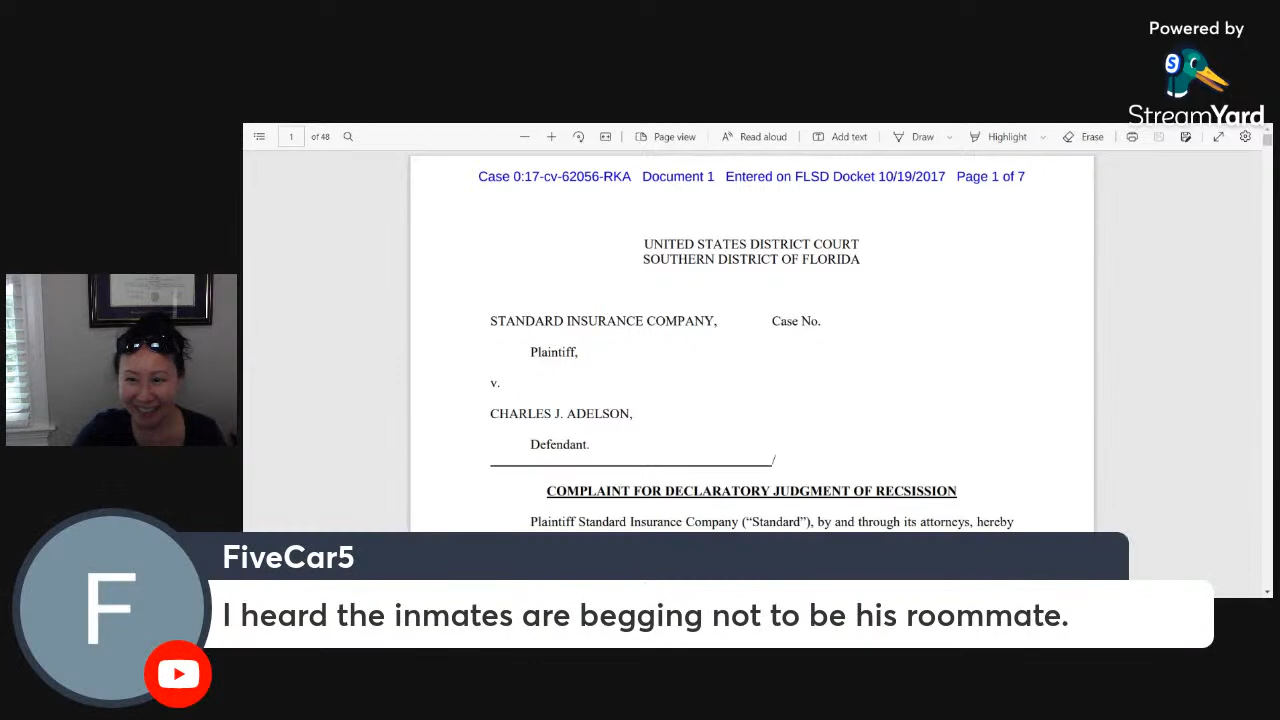 Powered by
StreamYard
1 of 48
Page view
Read aloud
Add text
Draw
Highlight
Erase
Case 0:17-cv-62056-RKA Document 1 Entered on FLSD Docket 10/19/2017 Page 1 of 7
UNITED STATES DISTRICT COURT
SOUTHERN DISTRICT OF FLORIDA
STANDARD INSURANCE COMPANY, Case No.
Plaintiff,
v.
CHARLES J. ADELSON,
Defendant.
/
COMPLAINT FOR DECLARATORY JUDGMENT OF RECSISSION
Plaintiff Standard Insurance Company (“Standard”), by and through its attorneys, hereby
F
FiveCar5
I heard the inmates are begging not to be his roommate.